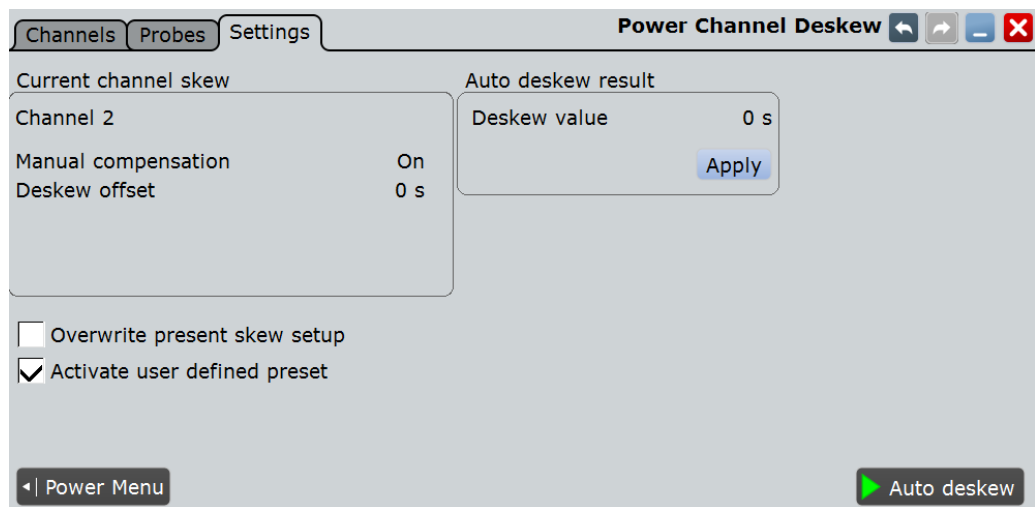 Channels Probes Settings Power Channel Deskew
Current channel skew
Channel 2
Manual compensation On
Deskew offset 0 s
Auto deskew result
Deskew value 0 s
Apply
Overwrite present skew setup
Activate user defined preset
Power Menu
Auto deskew